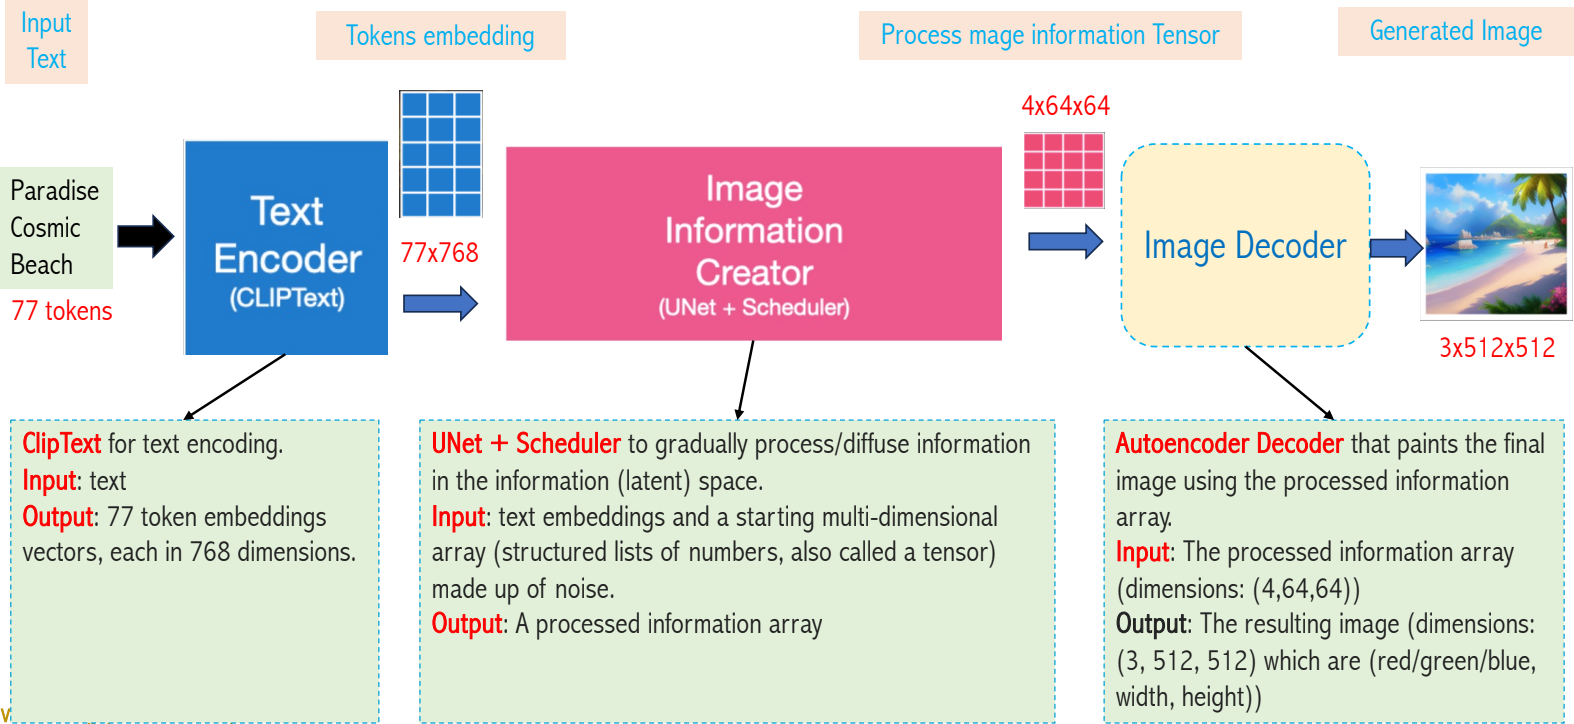 Input
Text
Tokens embedding
Process mage information Tensor
Generated Image
4x64x64
Paradise
Cosmic
Beach
77 tokens
Text
Encoder
(CLIPText)
77x768
Image
Information
Creator
(UNet + Scheduler)
Image Decoder
3x512x512
ClipText for text encoding.
Input: text
Output: 77 token embeddings
vectors, each in 768 dimensions.
UNet + Scheduler to gradually process/diffuse information
in the information (latent) space.
Input: text embeddings and a starting multi-dimensional
array (structured lists of numbers, also called a tensor)
made up of noise.
Output: A processed information array
Autoencoder Decoder that paints the final
image using the processed information
array.
Input: The processed information array
(dimensions: (4,64,64))
Output: The resulting image (dimensions:
(3, 512, 512) which are (red/green/blue,
width, height))